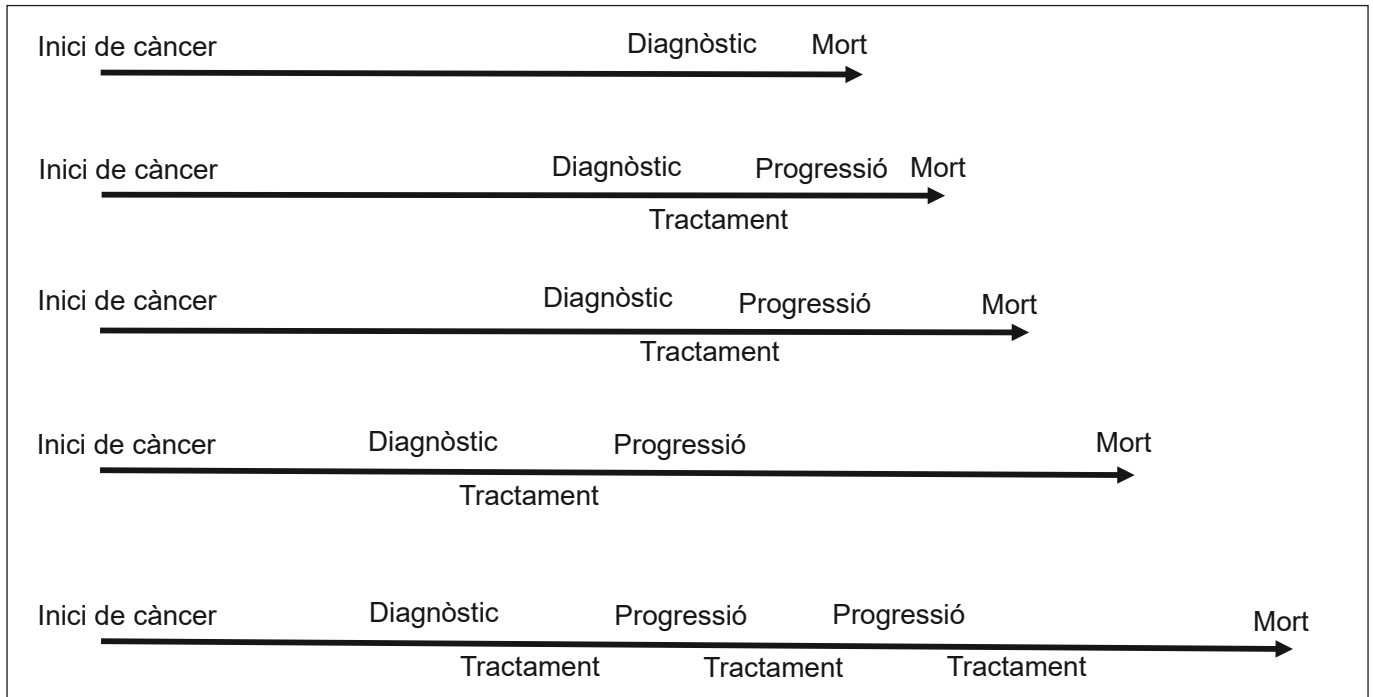 Inici de càncer Diagnòstic Mort
Inici de càncer Diagnòstic Progressió Mort
Tractament
Inici de càncer Diagnòstic Progressió Mort
Tractament
Inici de càncer Diagnòstic Progressió Mort
Tractament
Inici de càncer Diagnòstic Progressió Progressió Mort
Tractament Tractament Tractament